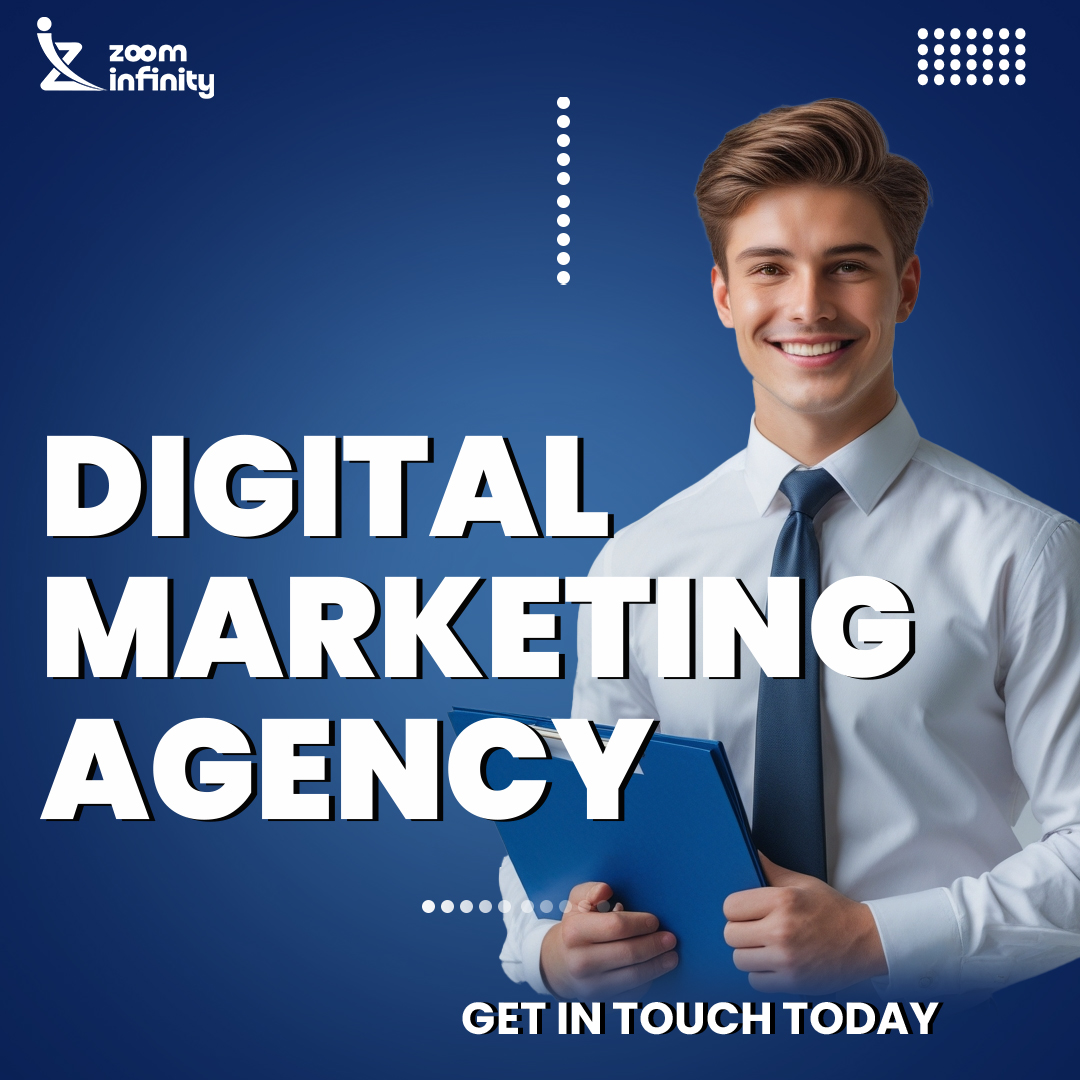 zoom
infinity
DIGITAL
MARKETING
AGENCY
GET IN TOUCH TODAY